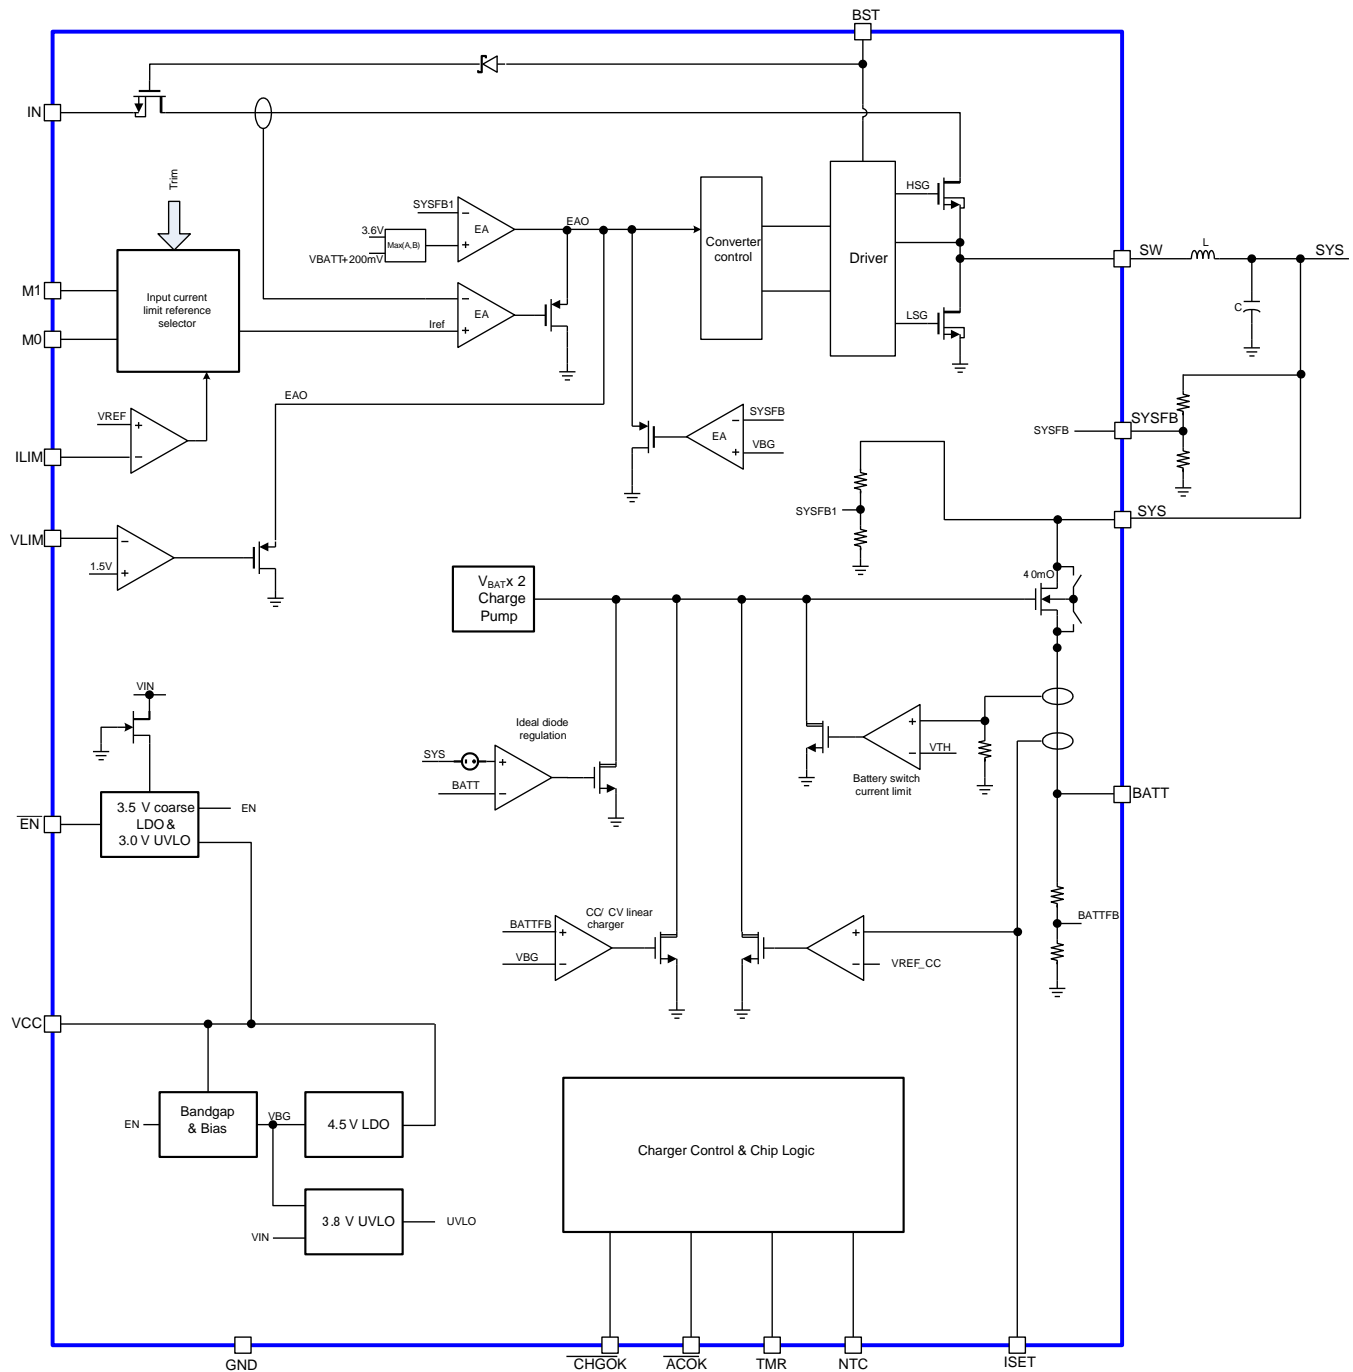 BST
IN
Trim
HSG
SYSFB1
EAO
EA
3.6V
Max(A,B)
VBATT+200mV
Converter
control
Driver
SW
L
SYS
M1
Input current
limit reference
selector
C
M0
Iref
EA
LSG
EAO
VREF
SYSFB
EA
VBG
SYSFB
SYSFB
ILIM
SYSFB1
SYS
VLIM
1.5V
VBAT x 2
Charge
Pump
40mO
VIN
Ideal diode
regulation
SYS
BATT
VTH
Battery switch
current limit
BATT
3.5 V coarse
LDO &
3.0 V UVLO
EN
EN
CC/ CV linear
charger
BATTFB
VBG
VREF_CC
BATTFB
VCC
EN
Bandgap
& Bias
VBG
4.5 V LDO
Charger Control & Chip Logic
3.8 V UVLO
UVLO
VIN
GND
CHGOK
ACOK
TMR
NTC
ISET